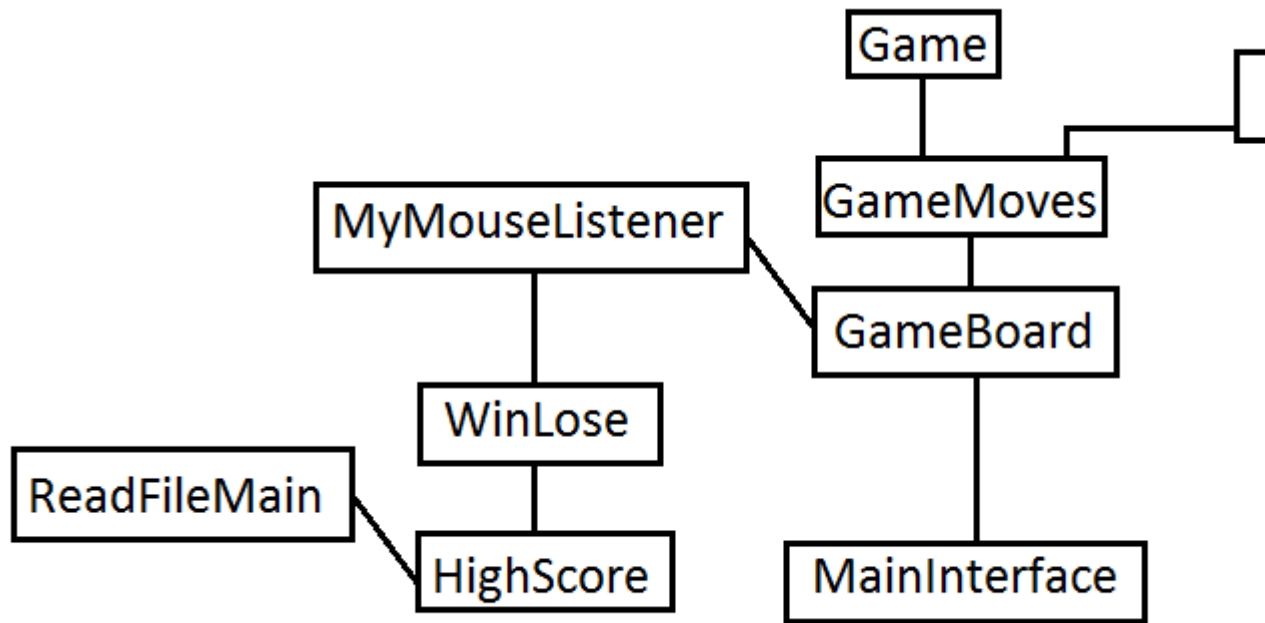 Game
GameMoves
MyMouseListener
GameBoard
WinLose
ReadFileMain
HighScore
MainInterface